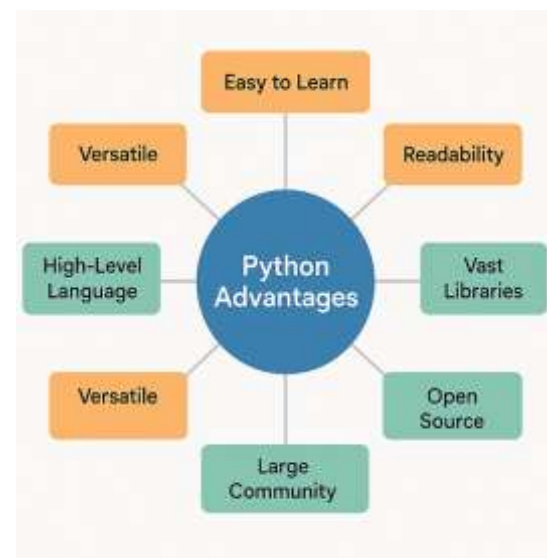 Easy to Learn
Versatile
Readability
High-Level
Language
Python
Advantages
Vast
Libraries
Versatile
Open
Source
Large
Community